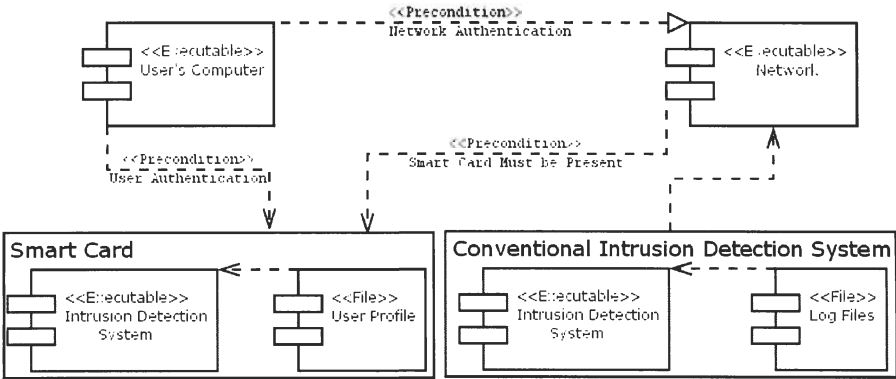 <<Precondition>>
Network Authentication
<<Executable>>
User's Computer
<<Executable>>
Network
<<Precondition>>
User Authentication
<<Precondition>>
Smart Card Must be Present
Smart Card
<<Executable>>
Intrusion Detection
System
<<File>>
User Profile
Conventional Intrusion Detection System
<<Executable>>
Intrusion Detection
System
<<File>>
Log Files